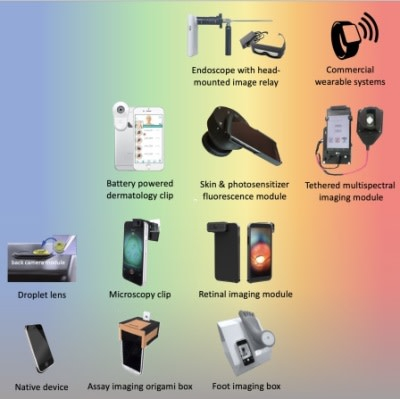 Endoscope with head-
mounted image relay
Commercial
wearable systems
Battery powered
dermatology clip
Skin & photosensitizer
fluorescence module
Tethered multispectral
imaging module
back camera module
Droplet lens
Microscopy clip
Retinal imaging module
Native device
Assay imaging origami box
Foot imaging box